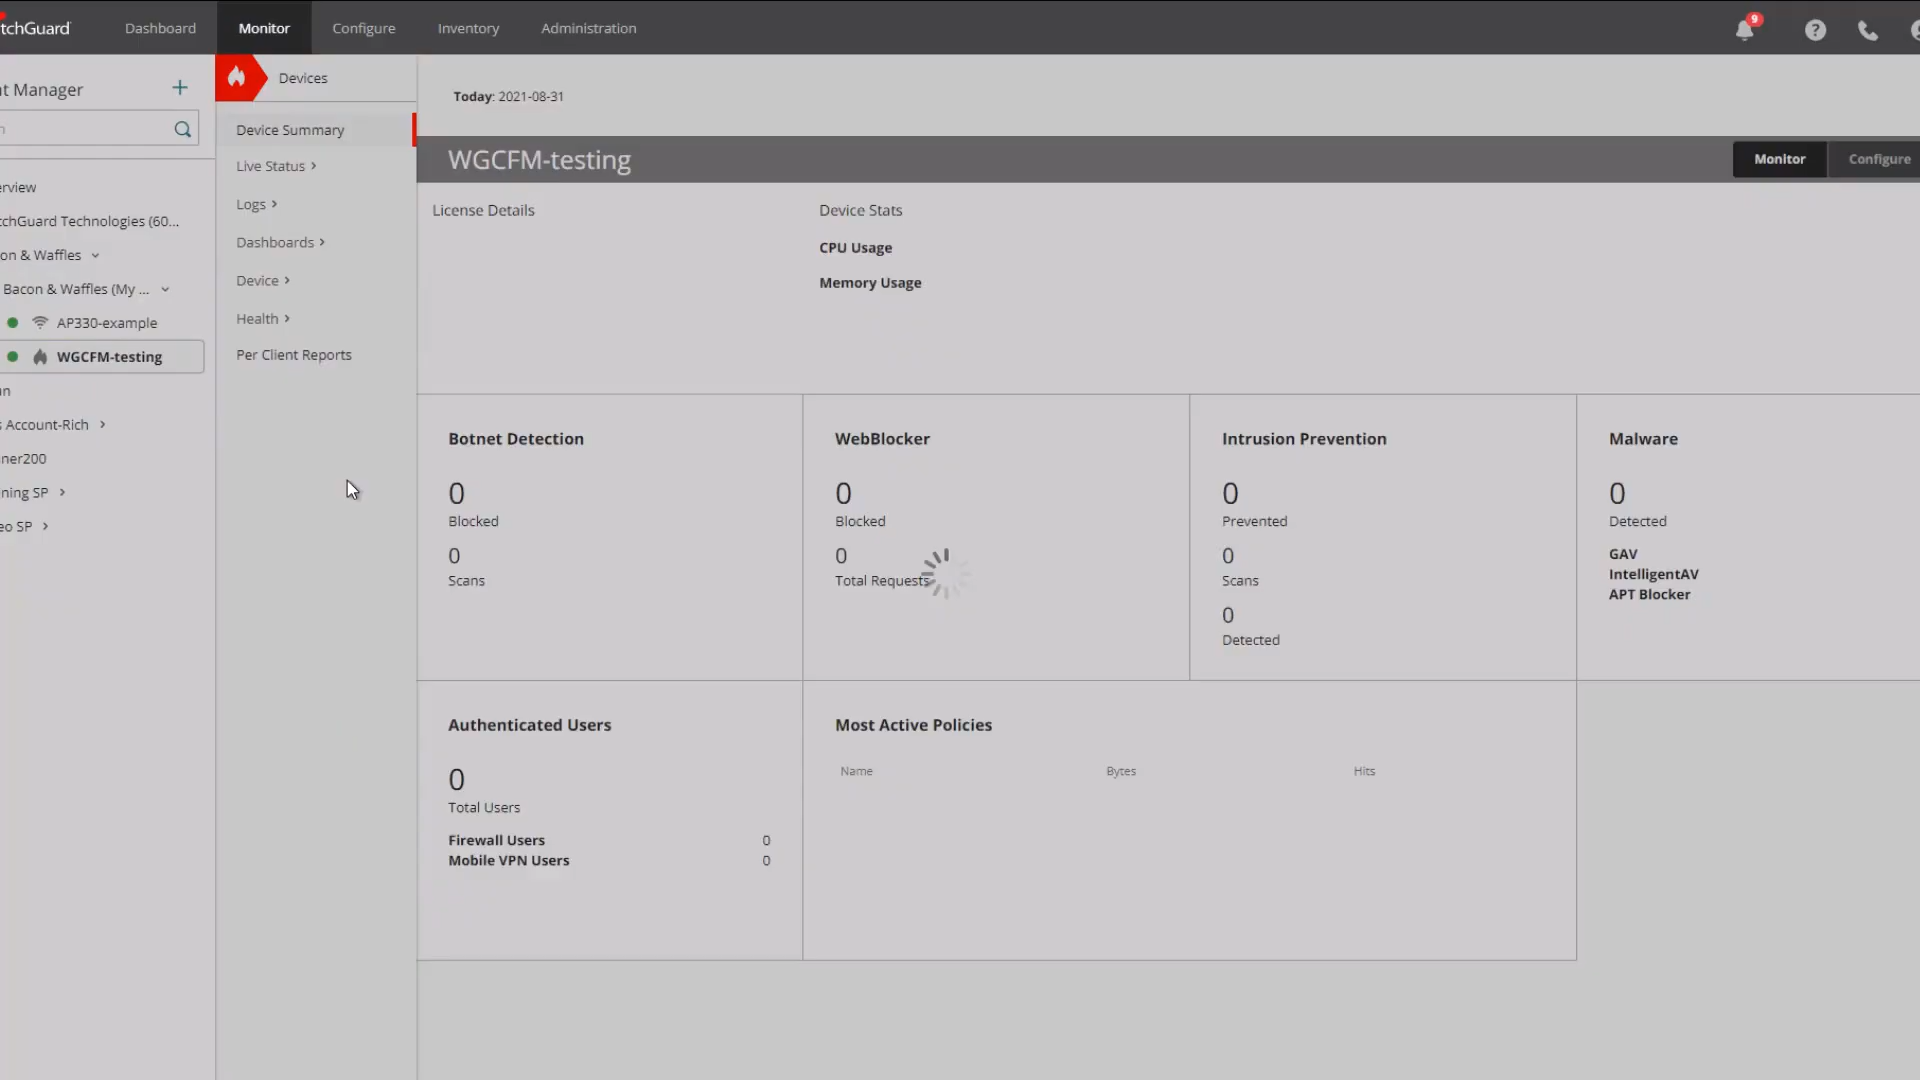 tchGuard
Dashboard
Monitor
Configure
Inventory
Administration
9
?
t Manager
Devices
Today: 2021-08-31
n
Device Summary
WGCFM-testing
Monitor
Configure
Live Status
erview
License Details
Device Stats
Logs
tchGuard Technologies (60...
Dashboards
CPU Usage
on & Waffles
Device
Memory Usage
Bacon & Waffles (My ...
Health
AP330-example
Per Client Reports
WGCFM-testing
n
s Account-Rich
ner200
ning SP
eo SP
Botnet Detection
0
Blocked
0
Scans
WebBlocker
0
Blocked
0
Total Requests
Intrusion Prevention
0
Prevented
0
Scans
0
Detected
Malware
0
Detected
GAV
IntelligentAV
APT Blocker
Authenticated Users
0
Total Users
Firewall Users 0
Mobile VPN Users 0
Most Active Policies
Name Bytes Hits